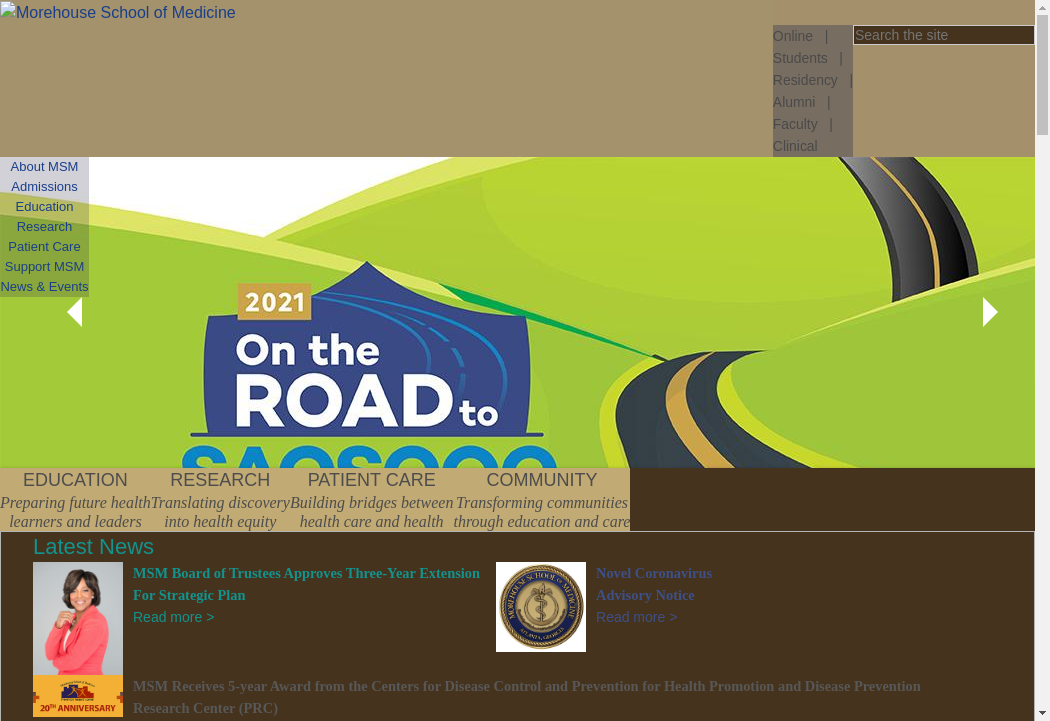 Morehouse School of Medicine
Online |
Students |
Residency |
Alumni |
Faculty |
Clinical
Search the site
About MSM
Admissions
Education
Research
Patient Care
Support MSM
News & Events
2021
On the
ROAD to
EDUCATION
Preparing future health
learners and leaders
RESEARCH
Translating discovery
into health equity
PATIENT CARE
Building bridges between
health care and health
COMMUNITY
Transforming communities
through education and care
Latest News
MSM Board of Trustees Approves Three-Year Extension
For Strategic Plan
Read more >
MOREHOUSE SCHOOL OF MEDICINE
ATLANTA, GEORGIA
Novel Coronavirus
Advisory Notice
Read more >
20TH ANNIVERSARY
MSM Receives 5-year Award from the Centers for Disease Control and Prevention for Health Promotion and Disease Prevention
Research Center (PRC)